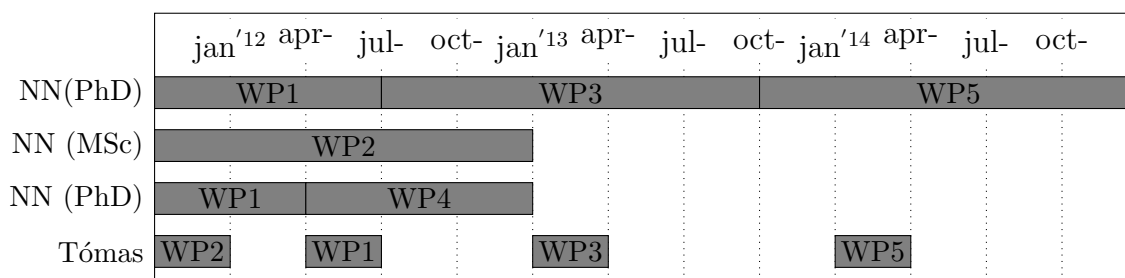 jan'12 apr- jul- oct- jan'13 apr- jul- oct- jan'14 apr- jul- oct-
NN(PhD) WP1 WP3 WP5
NN (MSc) WP2
NN (PhD) WP1 WP4
Tómas WP2 WP1 WP3 WP5